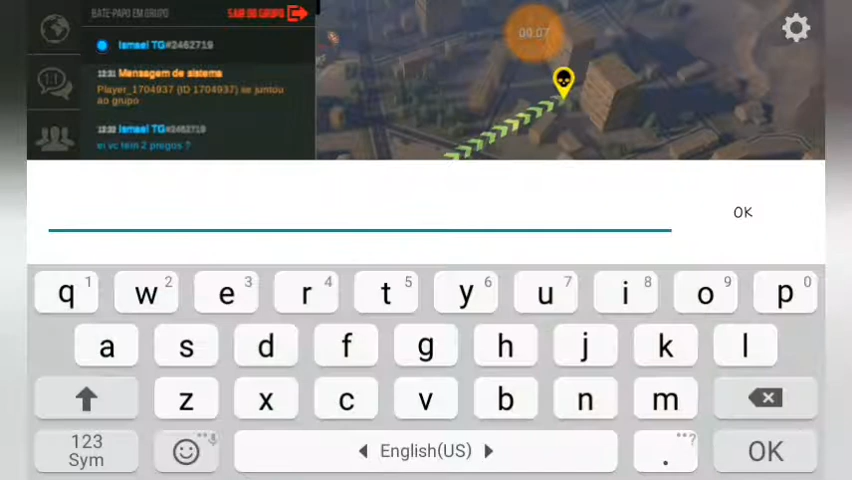 BATE-PAPO EM GRUPO
SAIR DO GRUPO
Ismael TG#2462719
12:31 Mensagem de sistema
Player_1704937 (ID 1704937) se juntou
ao grupo
12:32 Ismael TG#2462719
ei vc tem 2 pregos ?
00:07
1:1
OK
q 1 w 2 e 3 r 4 t 5 y 6 u 7 i 8 o 9 p 0
a s d f g h j k l
z x c v b n m
123
Sym
English(US)
. ,,?
OK